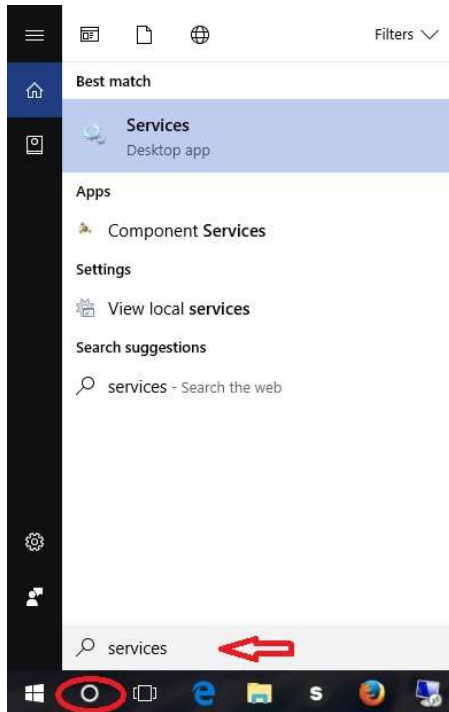 Filters
Best match
Services
Desktop app
Apps
Component Services
Settings
View local services
Search suggestions
services - Search the web
services
s